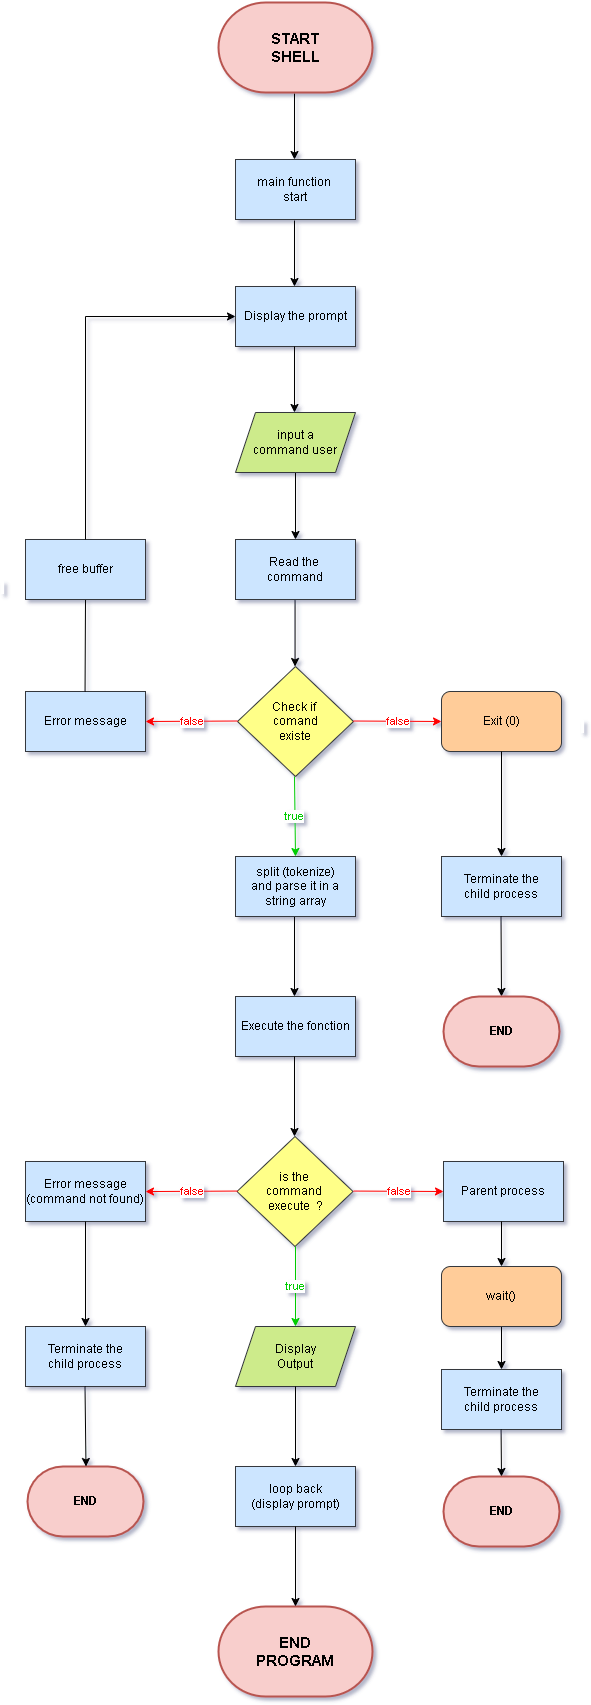 START
SHELL
main function
start
Display the prompt
input a
command user
Read the
command
free buffer
Error message
false
Check if
comand
existe
false
Exit (0)
true
split (tokenize)
and parse it in a
string array
Terminate the
child process
Execute the fonction
END
Error message
(command not found)
false
is the
command
execute ?
false
Parent process
true
wait()
Terminate the
child process
Display
Output
Terminate the
child process
END
loop back
(display prompt)
END
END
PROGRAM